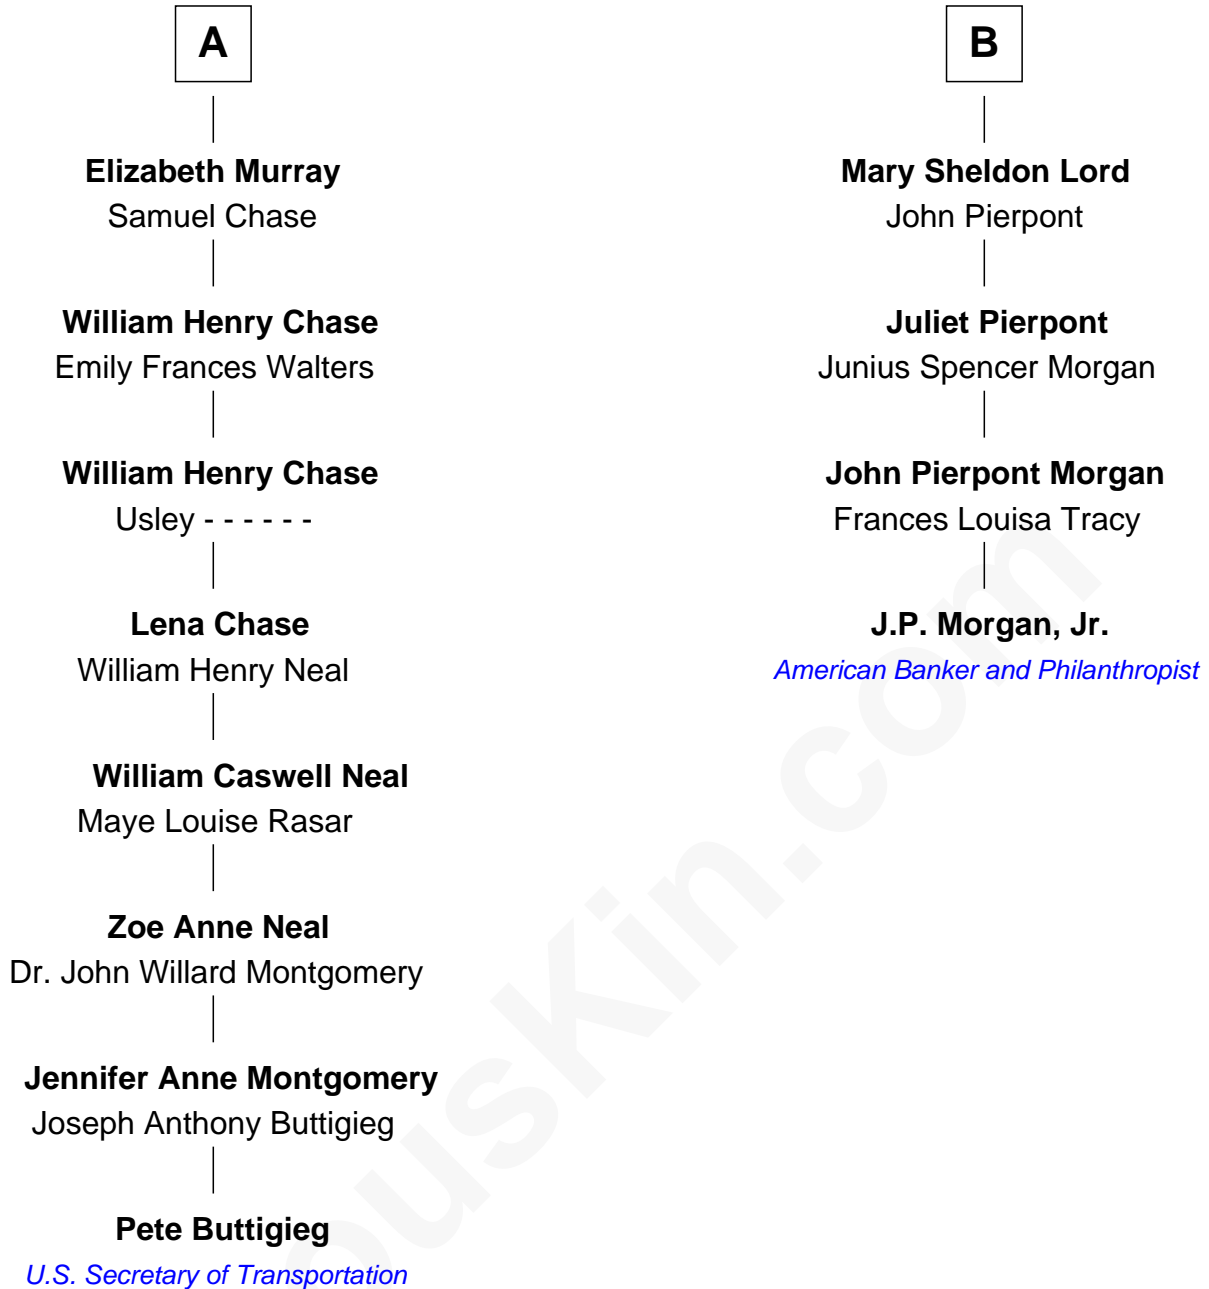 A
Elizabeth Murray
Samuel Chase
William Henry Chase
Emily Frances Walters
William Henry Chase
Usley - - - - - -
Lena Chase
William Henry Neal
William Caswell Neal
Maye Louise Rasar
Zoe Anne Neal
Dr. John Willard Montgomery
Jennifer Anne Montgomery
Joseph Anthony Buttigieg
Pete Buttigieg
U.S. Secretary of Transportation
B
Mary Sheldon Lord
John Pierpont
Juliet Pierpont
Junius Spencer Morgan
John Pierpont Morgan
Frances Louisa Tracy
J.P. Morgan, Jr.
American Banker and Philanthropist
ousKin.com